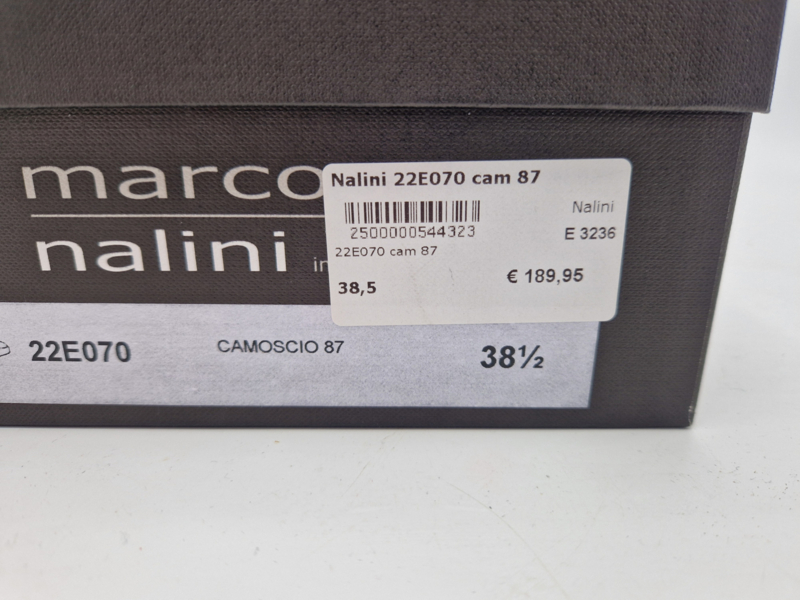 marco
nalini
Nalini 22E070 cam 87
Nalini
2500000544323
E 3236
22E070 cam 87
38,5
€ 189,95
22E070
CAMOSCIO 87
38½